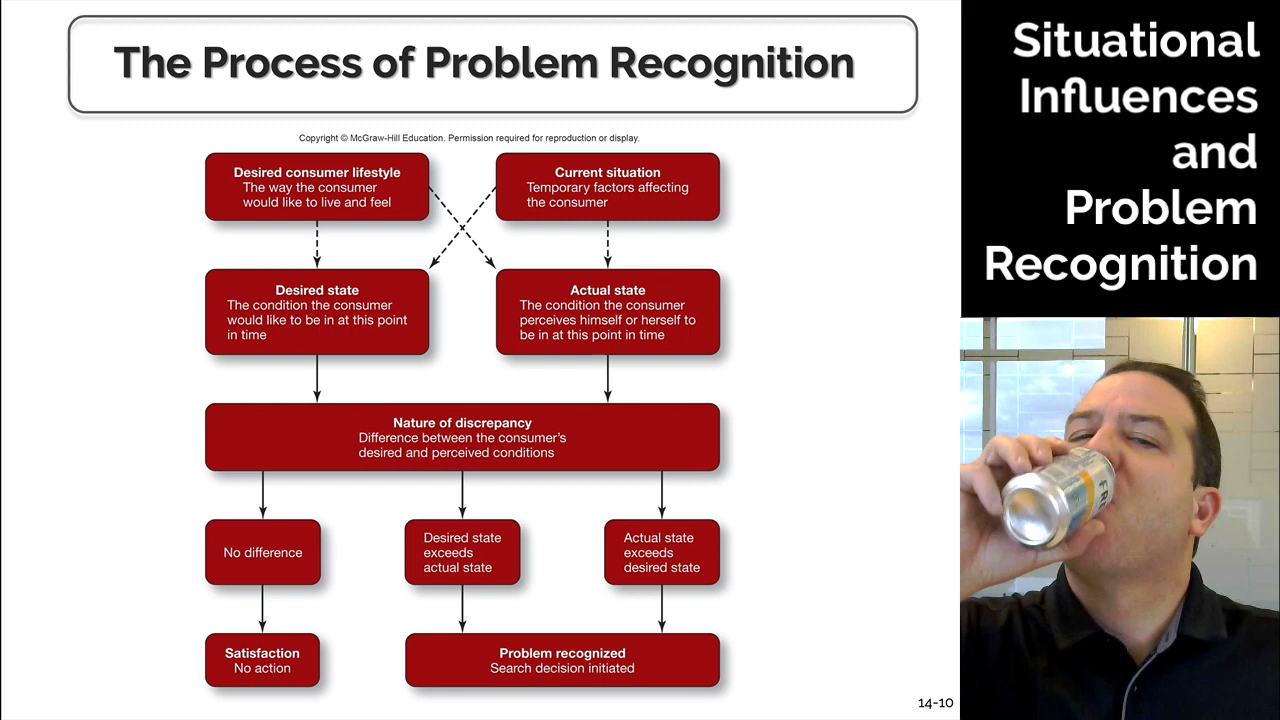 The Process of Problem Recognition
Copyright © McGraw-Hill Education. Permission required for reproduction or display.
Desired consumer lifestyle
The way the consumer
would like to live and feel
Current situation
Temporary factors affecting
the consumer
Desired state
The condition the consumer
would like to be in at this point
in time
Actual state
The condition the consumer
perceives himself or herself to
be in at this point in time
Nature of discrepancy
Difference between the consumer's
desired and perceived conditions
No difference
Desired state
exceeds
actual state
Actual state
exceeds
desired state
Satisfaction
No action
Problem recognized
Search decision initiated
14-10
Situational
Influences
and
Problem
Recognition